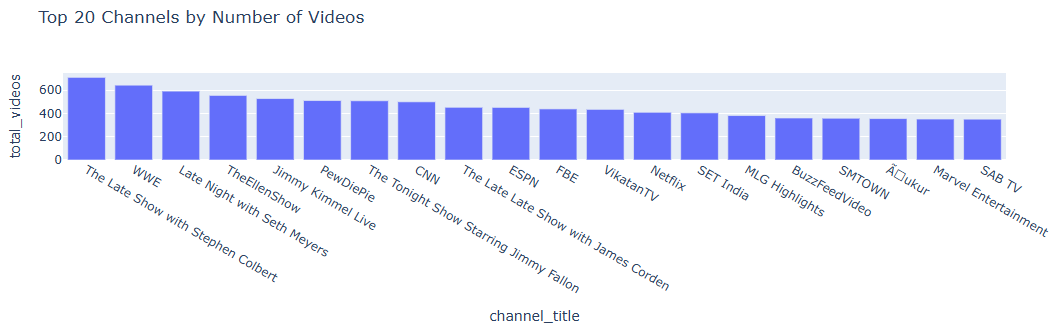 Top 20 Channels by Number of Videos
total_videos
600
400
200
0
The Late Show with Stephen Colbert
WWE
Late Night with Seth Meyers
TheEllenShow
Jimmy Kimmel Live
PewDiePie
The Tonight Show Starring Jimmy Fallon
CNN
The Late Late Show with James Corden
ESPN
FBE
VikatanTV
Netflix
SET India
MLG Highlights
BuzzFeedVideo
SMTOWN
Ã□ukur
Marvel Entertainment
SAB TV
channel_title